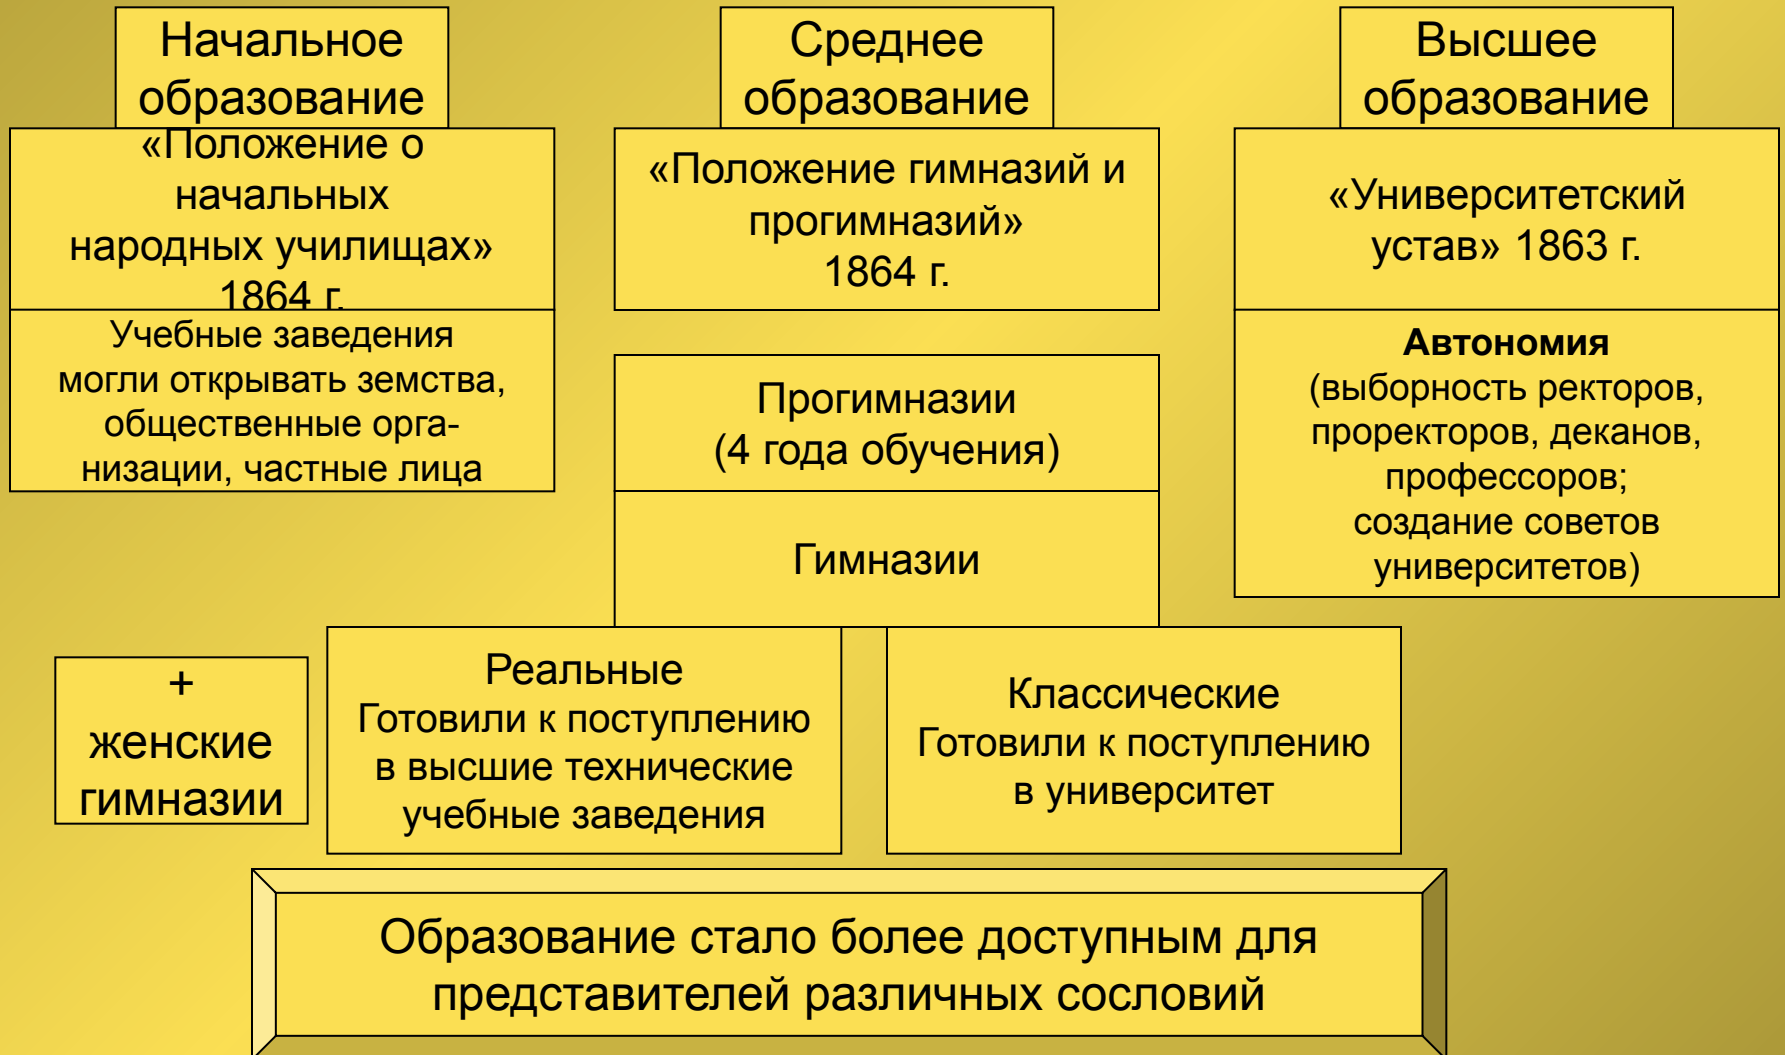 Начальное
образование
«Положение о
начальных
народных училищах»
1864 г.
Учебные заведения
могли открывать земства,
общественные орга-
низации, частные лица
Среднее
образование
«Положение гимназий и
прогимназий»
1864 г.
Прогимназии
(4 года обучения)
Гимназии
Высшее
образование
«Университетский
устав» 1863 г.
Автономия
(выборность ректоров,
проректоров, деканов,
профессоров;
создание советов
университетов)
+
женские
гимназии
Реальные
Готовили к поступлению
в высшие технические
учебные заведения
Классические
Готовили к поступлению
в университет
Образование стало более доступным для
представителей различных сословий